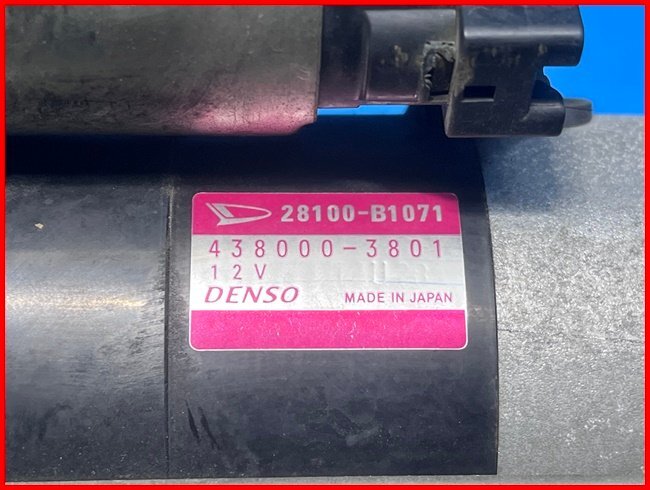 28100-B1071
438000-3801
12V
DENSO MADE IN JAPAN